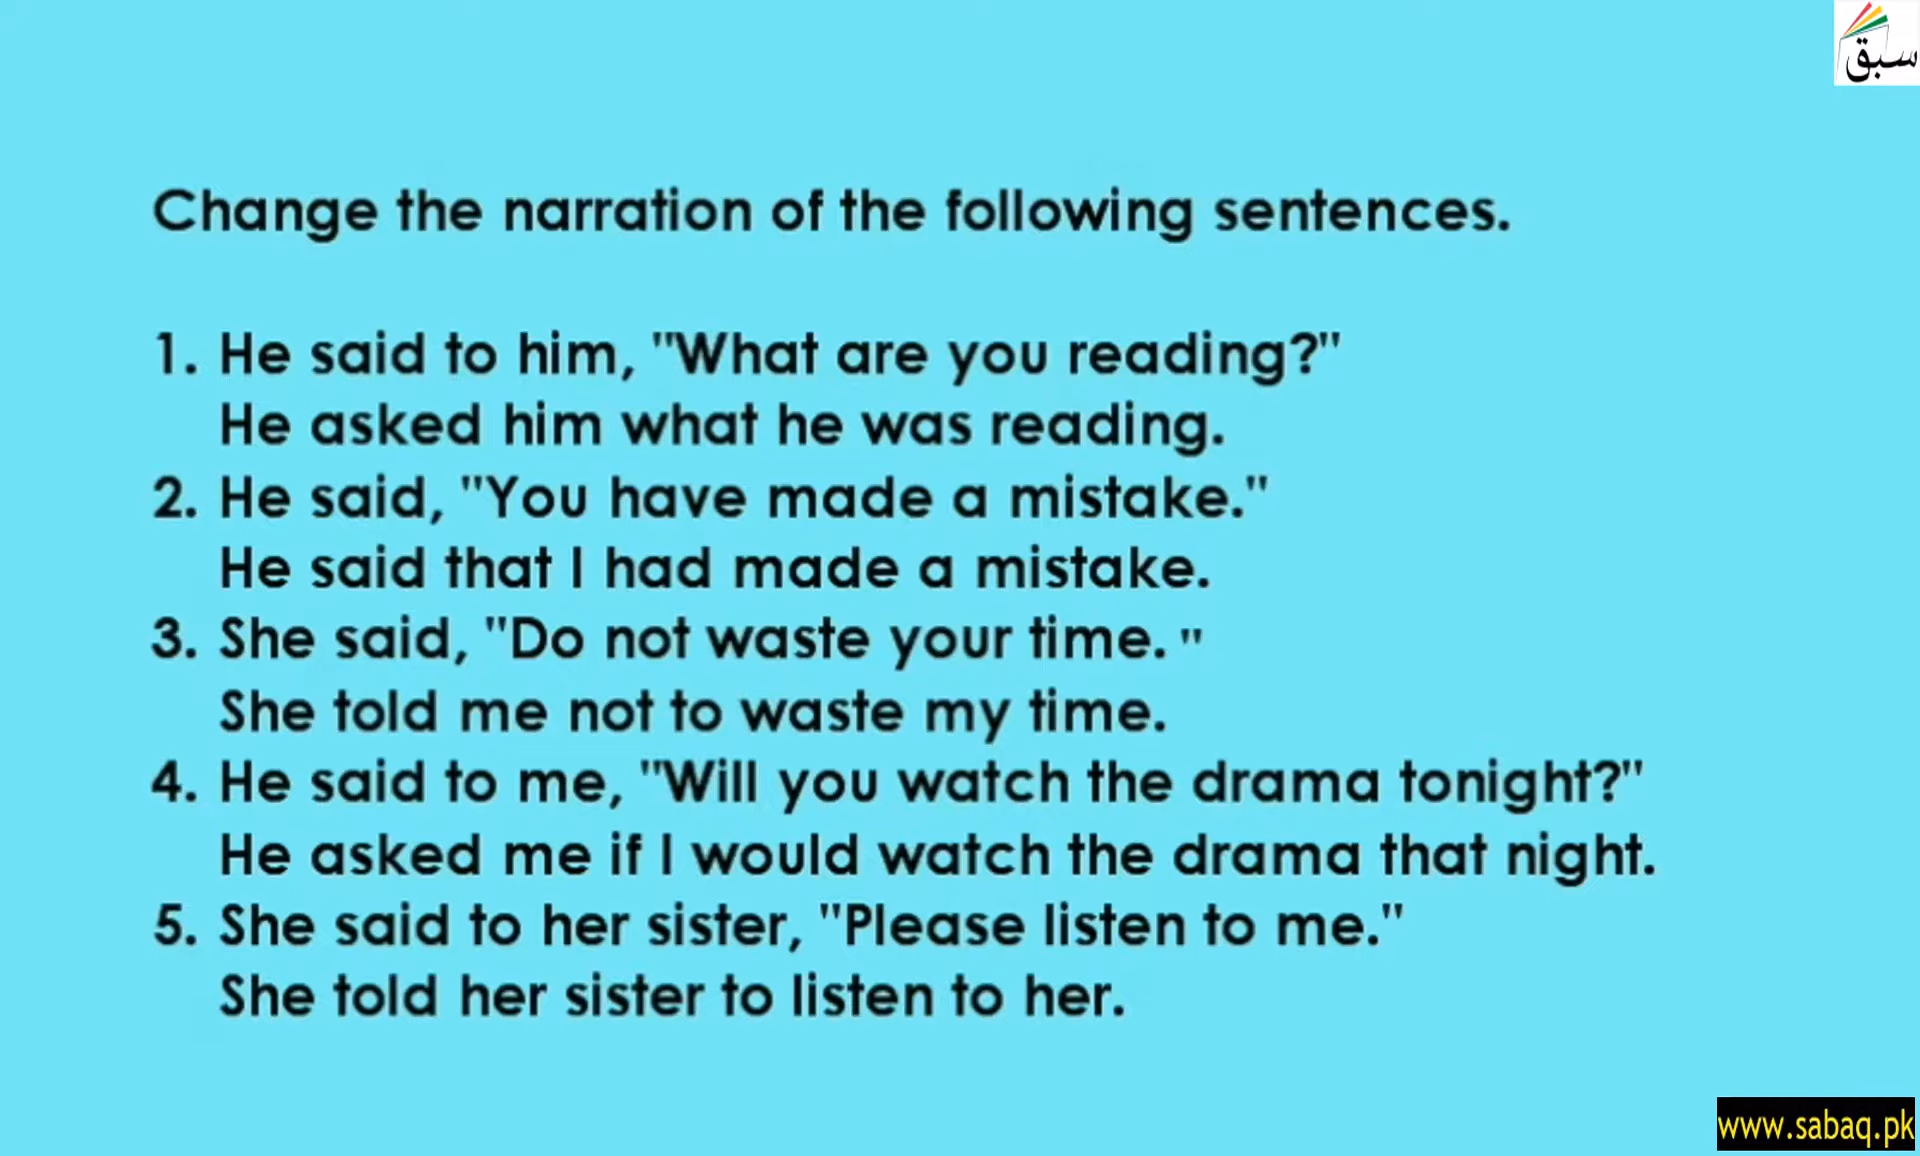 سبق
Change the narration of the following sentences.
1. He said to him, "What are you reading?"
He asked him what he was reading.
2. He said, "You have made a mistake."
He said that I had made a mistake.
3. She said, "Do not waste your time. "
She told me not to waste my time.
4. He said to me, "Will you watch the drama tonight?"
He asked me if I would watch the drama that night.
5. She said to her sister, "Please listen to me."
She told her sister to listen to her.
www.sabaq.pk